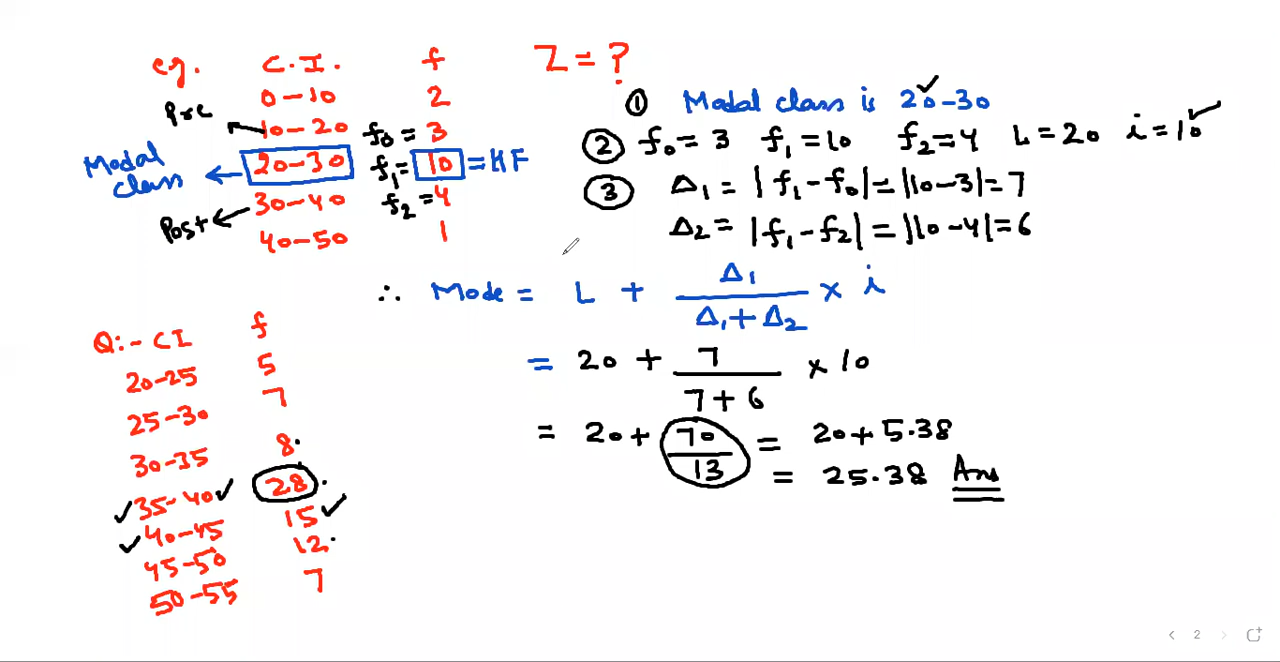 eg. C.I. f Z = ?
0-10 2
① Modal class is 20-30
Pre 10-20 f₀ = 3
② f₀ = 3 f₁ = 10 f₂ = 4 L = 20 i = 10
Modal class 20-30 f₁ = 10 = HF
③ Δ₁ = |f₁ - f₀| = |10-3| = 7
Post 30-40 f₂ = 4
40-50 1
Δ₂ = |f₁ - f₂| = |10-4| = 6
∴ Mode = L + Δ₁ / (Δ₁ + Δ₂) × i
= 20 + 7 / (7 + 6) × 10
= 20 + 70/13 = 20 + 5.38
= 25.38 Ans
Q:- CI f
20-25 5
25-30 7
30-35 8
35-40 28
40-45 15
45-50 12
50-55 7
2